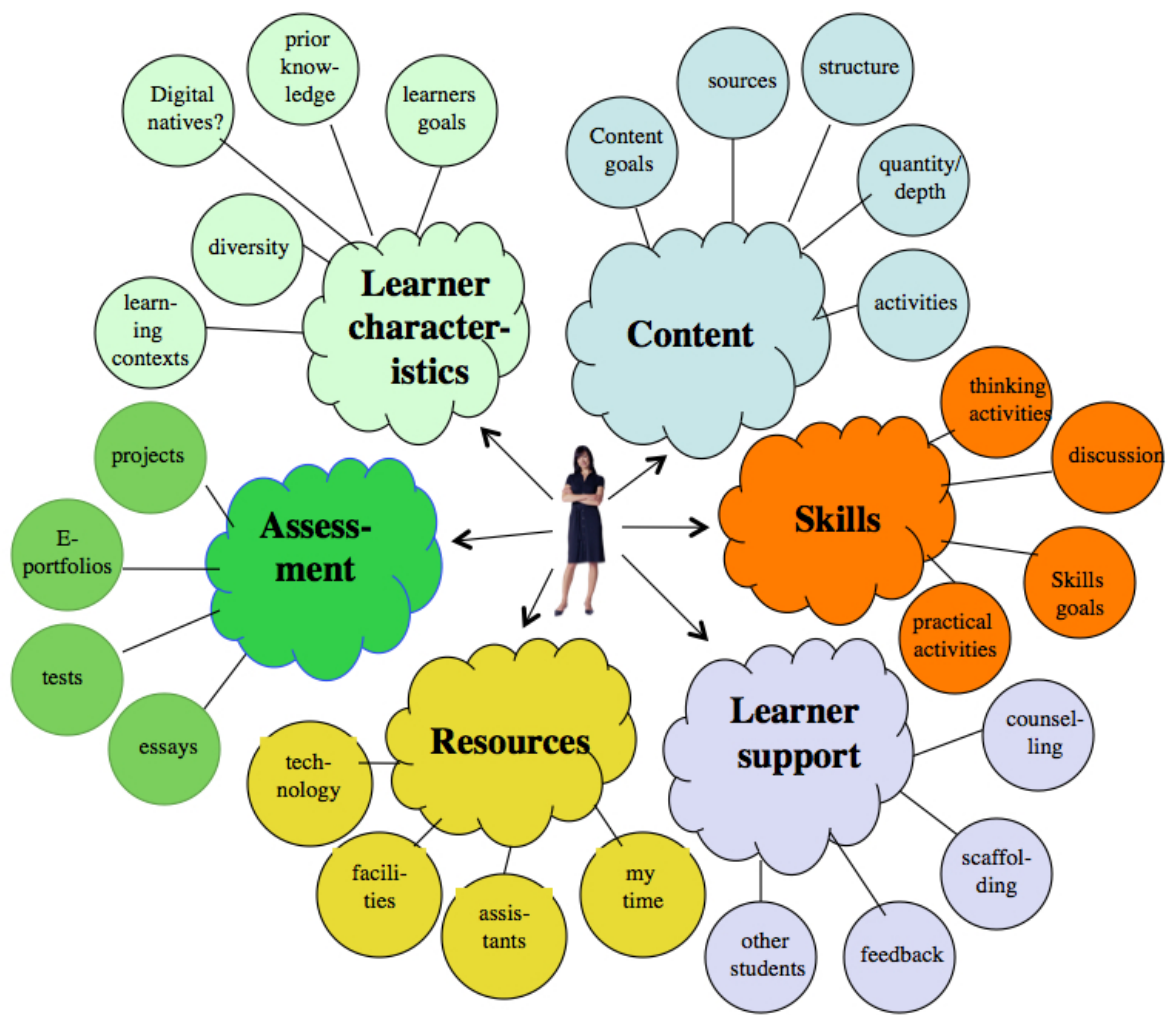 prior
know-
ledge
Digital
natives?
learners
goals
diversity
learn-
ing
contexts
Learner
character-
istics
sources
structure
Content
goals
quantity/
depth
activities
Content
thinking
activities
discussion
Skills
goals
practical
activities
Skills
projects
E-
portfolios
tests
essays
Assess-
ment
Resources
tech-
nology
facili-
ties
assis-
tants
my
time
Learner
support
counsel-
ling
scaffol-
ding
feedback
other
students